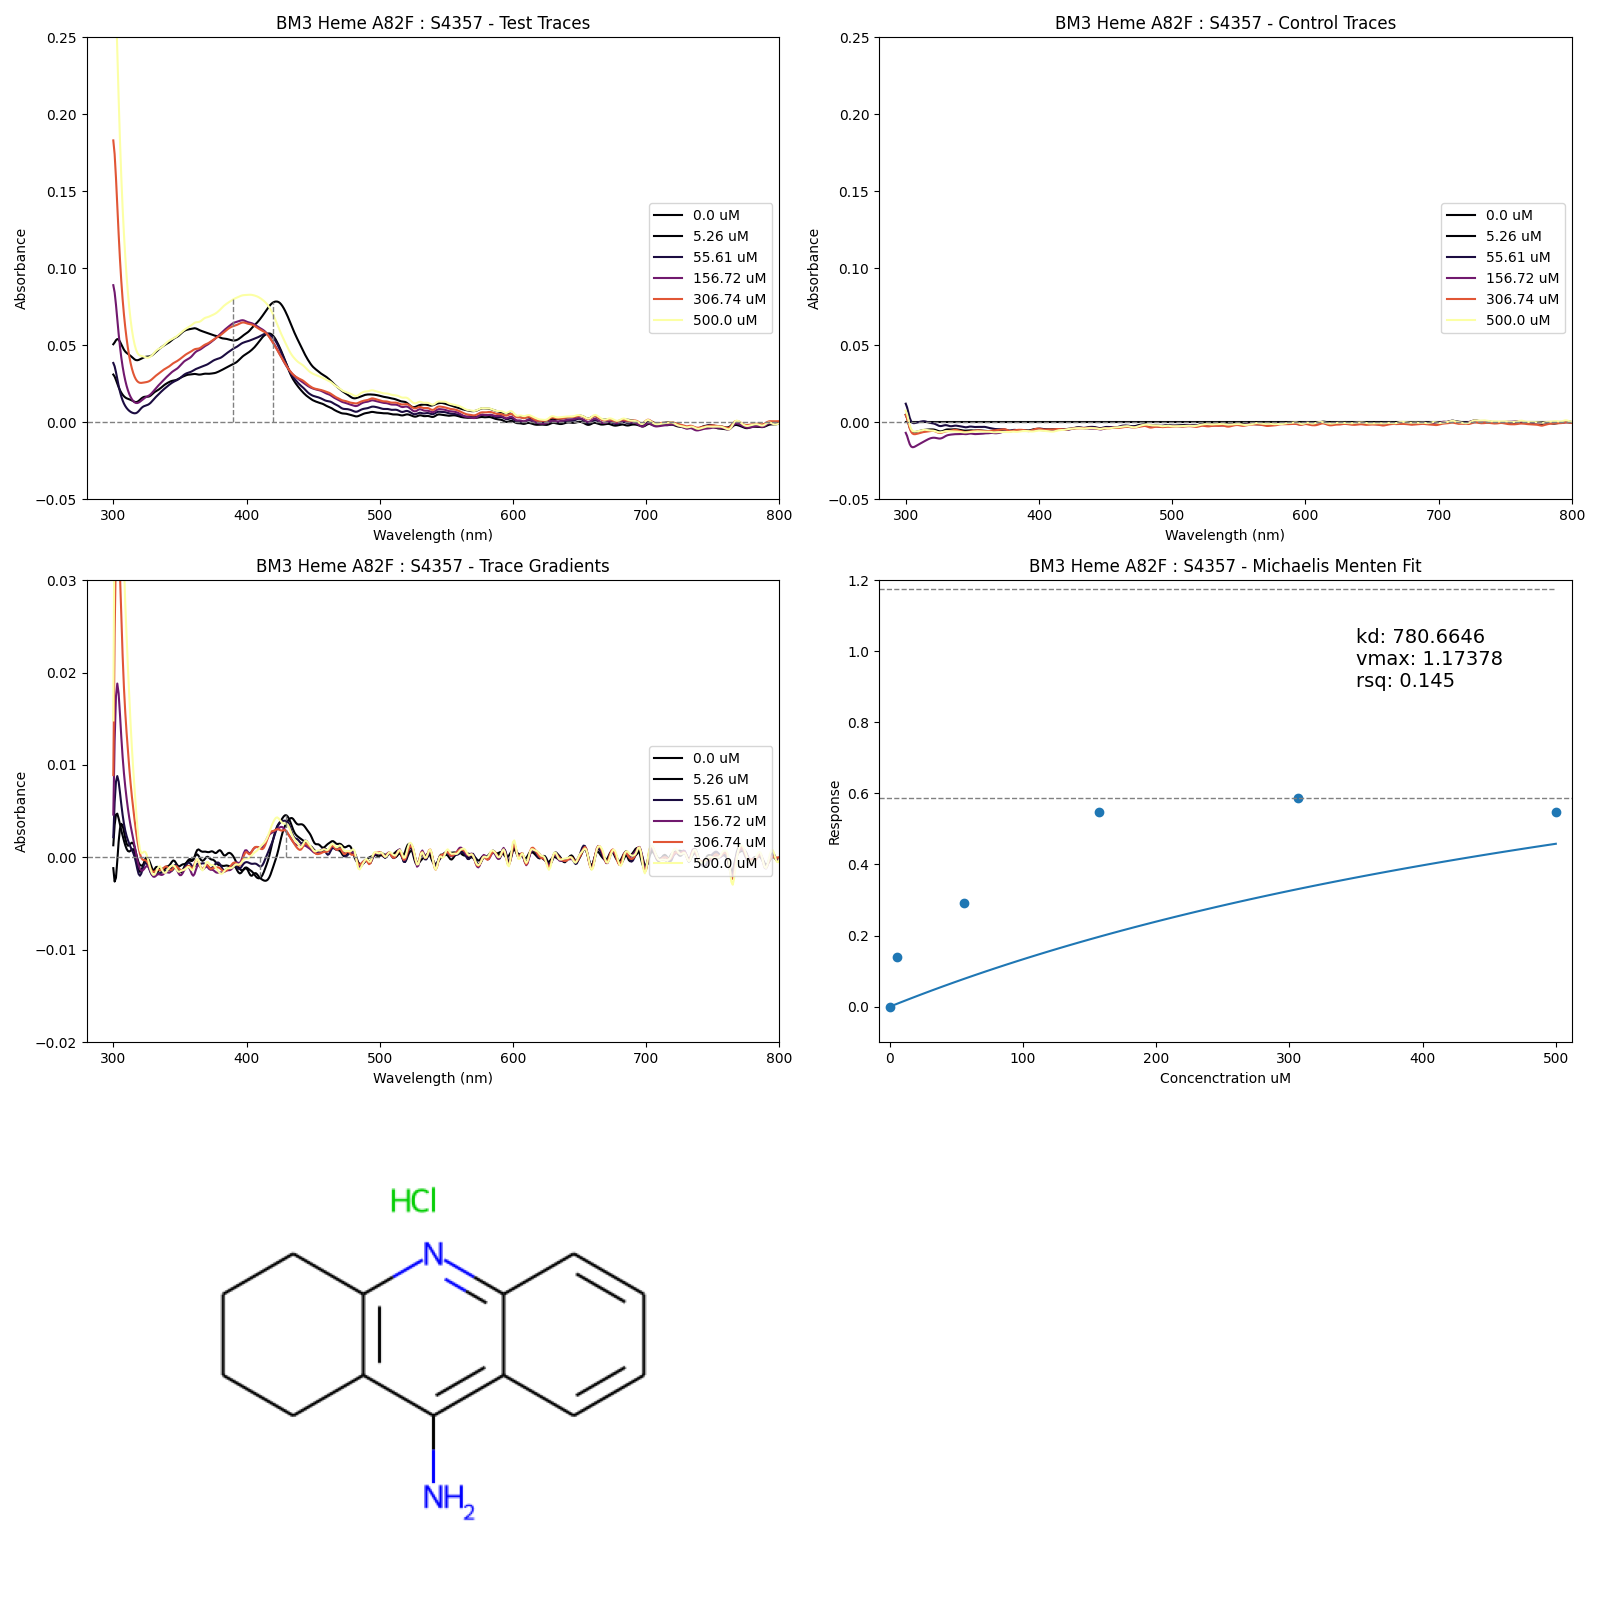 BM3 Heme A82F : S4357 - Test Traces
0.25
0.20
0.15
0.10
0.05
0.00
−0.05
Absorbance
300
400
500
600
700
800
Wavelength (nm)
0.0 uM
5.26 uM
55.61 uM
156.72 uM
306.74 uM
500.0 uM
BM3 Heme A82F : S4357 - Control Traces
0.25
0.20
0.15
0.10
0.05
0.00
−0.05
Absorbance
300
400
500
600
700
800
Wavelength (nm)
0.0 uM
5.26 uM
55.61 uM
156.72 uM
306.74 uM
500.0 uM
BM3 Heme A82F : S4357 - Trace Gradients
0.03
0.02
0.01
0.00
−0.01
−0.02
Absorbance
300
400
500
600
700
800
Wavelength (nm)
0.0 uM
5.26 uM
55.61 uM
156.72 uM
306.74 uM
500.0 uM
BM3 Heme A82F : S4357 - Michaelis Menten Fit
1.2
1.0
0.8
0.6
0.4
0.2
0.0
Response
0
100
200
300
400
500
Concenctration uM
kd: 780.6646
vmax: 1.17378
rsq: 0.145
HCl
N
NH2